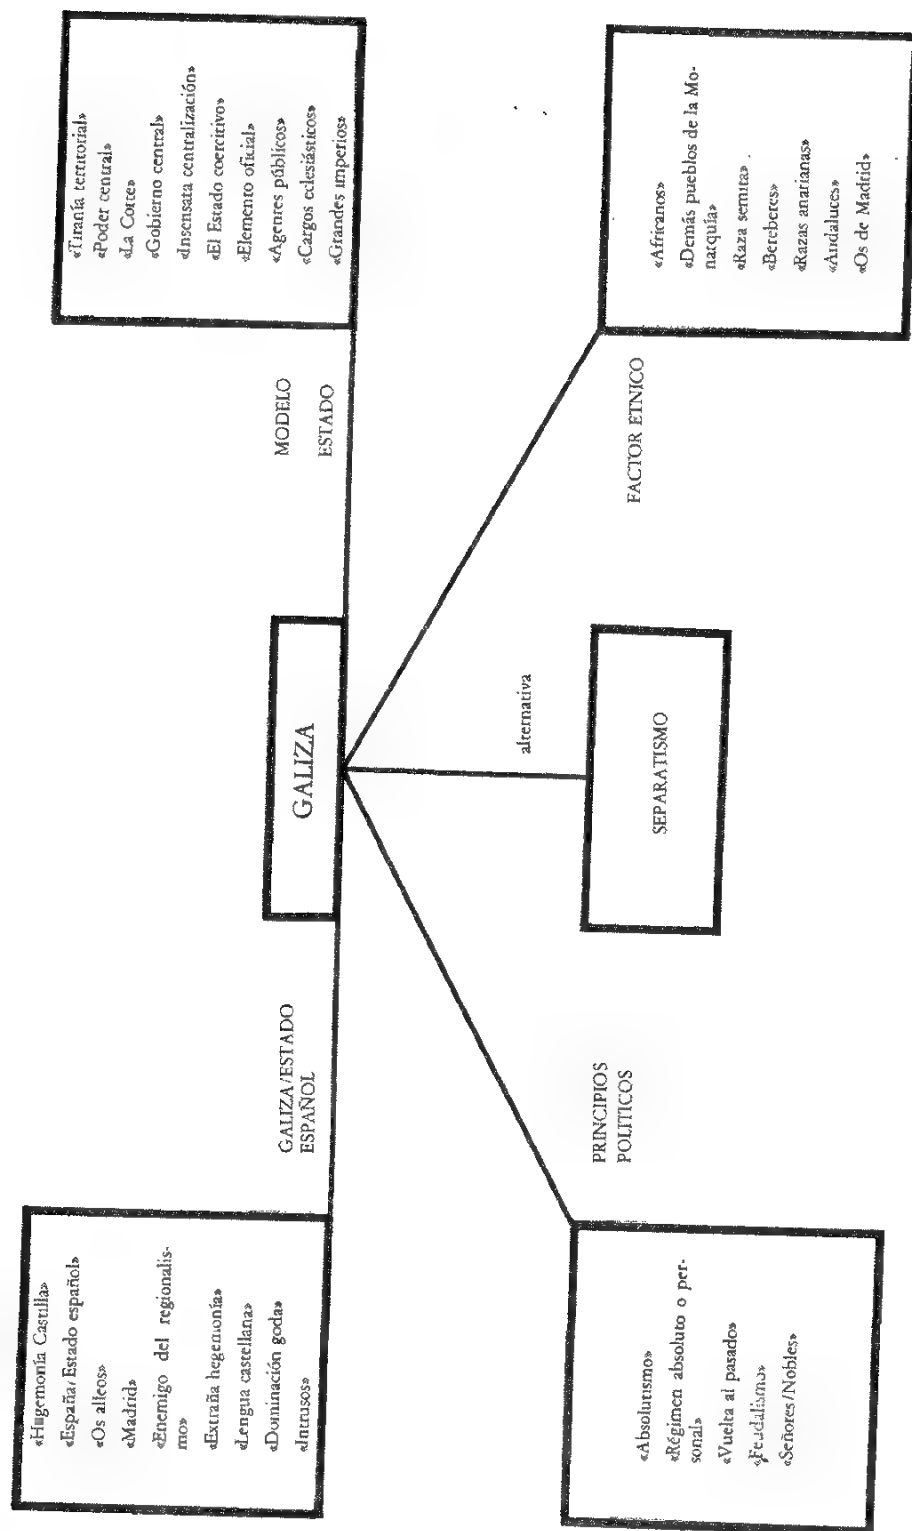 «Hegemonía Castilla»
«España/Estado español»
«Os alleos»
«Madrid»
«Enemigo del regionalis-
mo»
«Extraña hegemonía»
«Lengua castellana»
«Dominación goda»
«Intrusos»
GALIZA/ESTADO
ESPAÑOL
GALIZA
MODELO
ESTADO
«Tiranía territorial»
«Poder central»
«La Corte»
«Gobierno central»
«Insensata centralización»
«El Estado coercitivo»
«Elemento oficial»
«Agentes públicos»
«Cargos eclesiásticos»
«Grandes imperios»
«Absolutismo»
«Régimen absoluto o per-
sonal»
«Vuelta al pasado»
«Feudalismo»
«Señores/Nobles»
PRINCIPIOS
POLITICOS
alternativa
SEPARATISMO
FACTOR ETNICO
«Africanos»
«Demás pueblos de la Mo-
narquía»
«Raza semita»
«Bereberes»
«Razas anarianas»
«Andaluces»
«Os de Madrid»